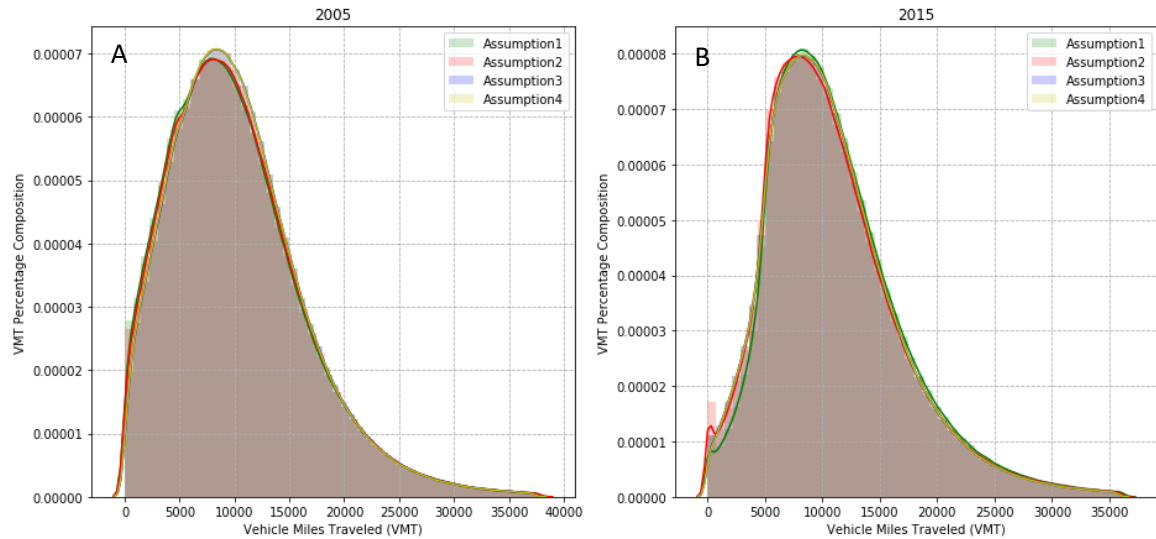 2005
A
Assumption1
Assumption2
Assumption3
Assumption4
0.00007
0.00006
0.00005
0.00004
0.00003
0.00002
0.00001
0.00000
VMT Percentage Composition
0 5000 10000 15000 20000 25000 30000 35000 40000
Vehicle Miles Traveled (VMT)
2015
B
Assumption1
Assumption2
Assumption3
Assumption4
0.00008
0.00007
0.00006
0.00005
0.00004
0.00003
0.00002
0.00001
0.00000
VMT Percentage Composition
0 5000 10000 15000 20000 25000 30000 35000
Vehicle Miles Traveled (VMT)